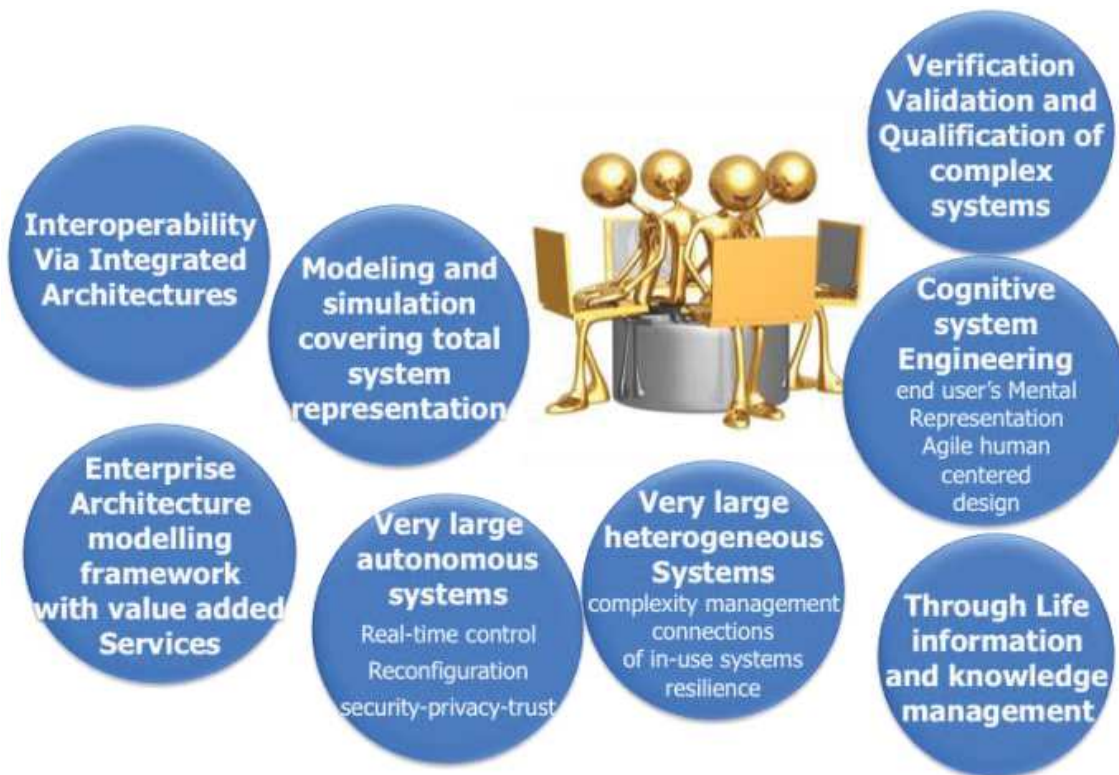 Interoperability
Via Integrated
Architectures
Modeling and
simulation
covering total
system
representation
Verification
Validation and
Qualification of
complex
systems
Cognitive
system
Engineering
end user's Mental
Representation
Agile human
centered
design
Enterprise
Architecture
modelling
framework
with value added
Services
Very large
autonomous
systems
Real-time control
Reconfiguration
security-privacy-trust
Very large
heterogeneous
Systems
complexity management
connections
of in-use systems
resilience
Through Life
information
and knowledge
management